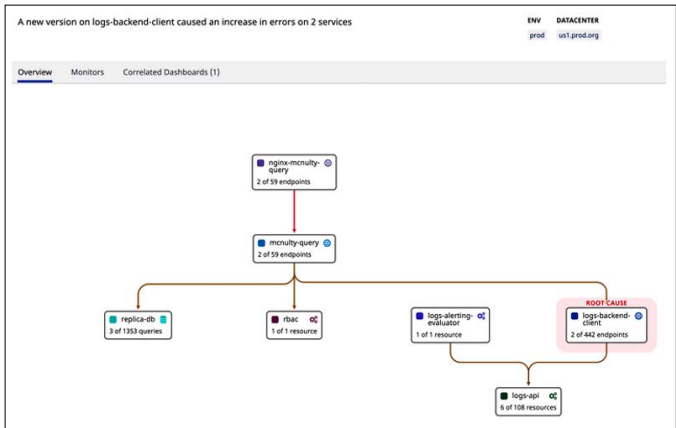 A new version on logs-backend-client caused an increase in errors on 2 services
ENV
DATACENTER
prod
us1.prod.org
Overview
Monitors
Correlated Dashboards (1)
nginx-mcnulty-
query
2 of 59 endpoints
mcnulty-query
2 of 59 endpoints
replica-db
3 of 1353 queries
rbac
1 of 1 resource
logs-alerting-
evaluator
1 of 1 resource
ROOT CAUSE
logs-backend-
client
2 of 442 endpoints
logs-api
6 of 108 resources